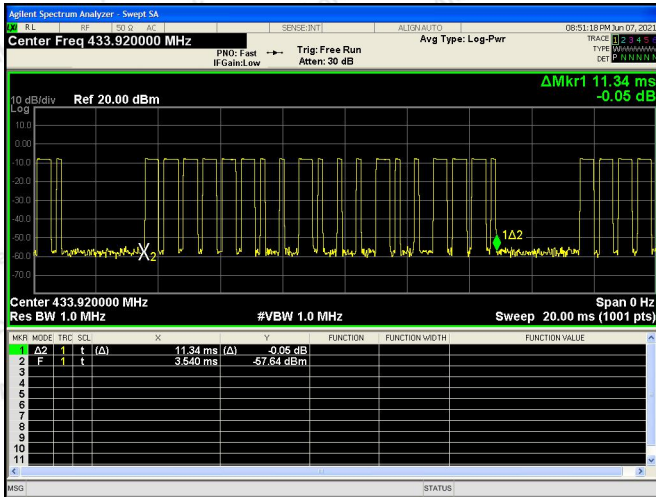 Agilent Spectrum Analyzer - Swept SA
RL RF 50 Ω AC SENSE:INT ALIGN AUTO 08:51:18 PM Jun 07, 2021
Center Freq 433.920000 MHz Avg Type: Log-Pwr TRACE 1 2 3 4 5 6
PNO: Fast Trig: Free Run TYPE
IFGain:Low Atten: 30 dB DET P N N N N N
ΔMkr1 11.34 ms
-0.05 dB
10 dB/div Ref 20.00 dBm
Log
10.0
0.00
-10.0
-20.0
-30.0
-40.0
-50.0
1Δ2
-60.0
X2
-70.0
Center 433.920000 MHz Span 0 Hz
Res BW 1.0 MHz #VBW 1.0 MHz Sweep 20.00 ms (1001 pts)
MKR MODE TRC SCL X Y FUNCTION FUNCTION WIDTH FUNCTION VALUE
1 Δ2 1 t (Δ) 11.34 ms (Δ) -0.05 dB
2 F 1 t 3.540 ms -57.64 dBm
3
4
5
6
7
8
9
10
11
MSG STATUS